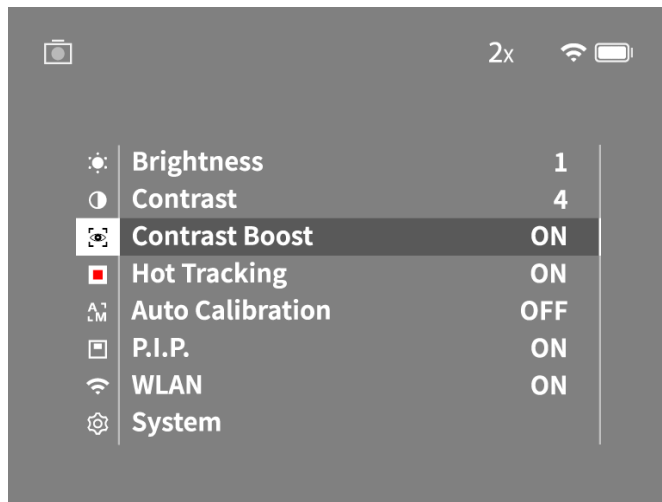 2x
Brightness 1
Contrast 4
Contrast Boost ON
Hot Tracking ON
A M Auto Calibration OFF
P.I.P. ON
WLAN ON
System